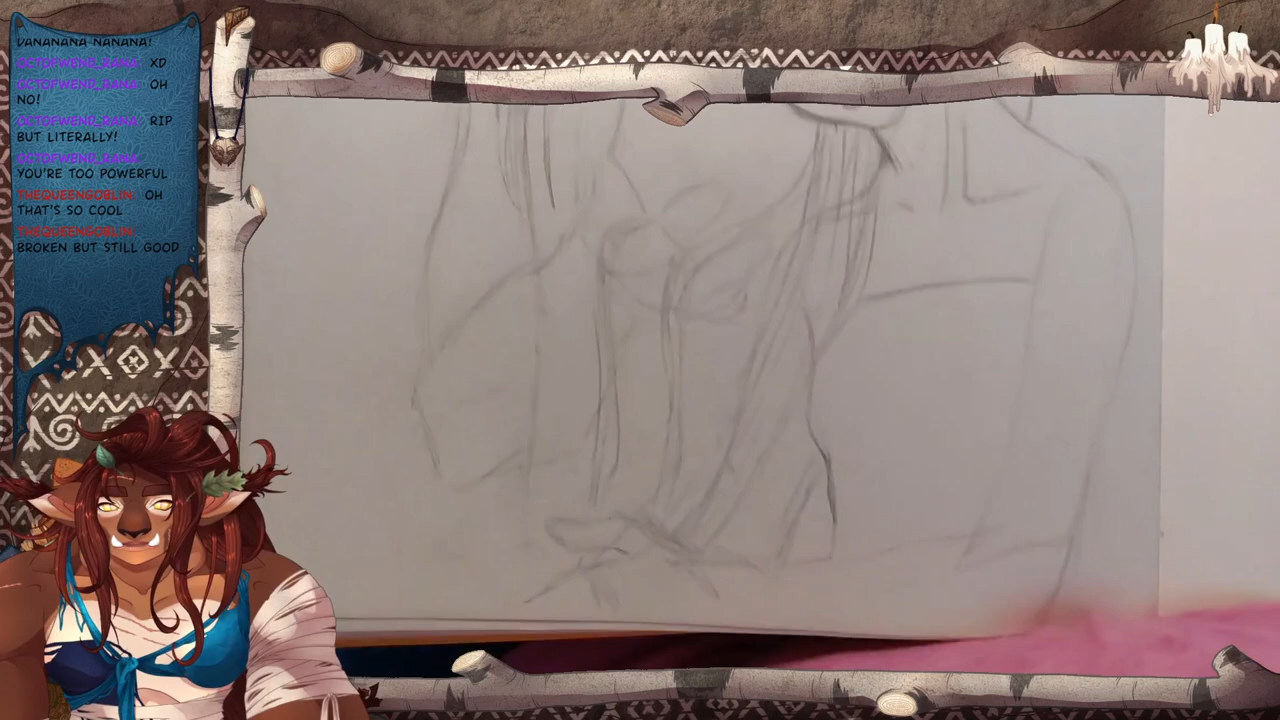 DANANANA NANANA!
OCTOFWEND_RANA: XD
OCTOFWEND_RANA: OH
NO!
OCTOFWEND_RANA: RIP
BUT LITERALLY!
OCTOFWEND_RANA:
YOU'RE TOO POWERFUL
THEQUEENGOBLIN: OH
THAT'S SO COOL
THEQUEENGOBLIN:
BROKEN BUT STILL GOOD